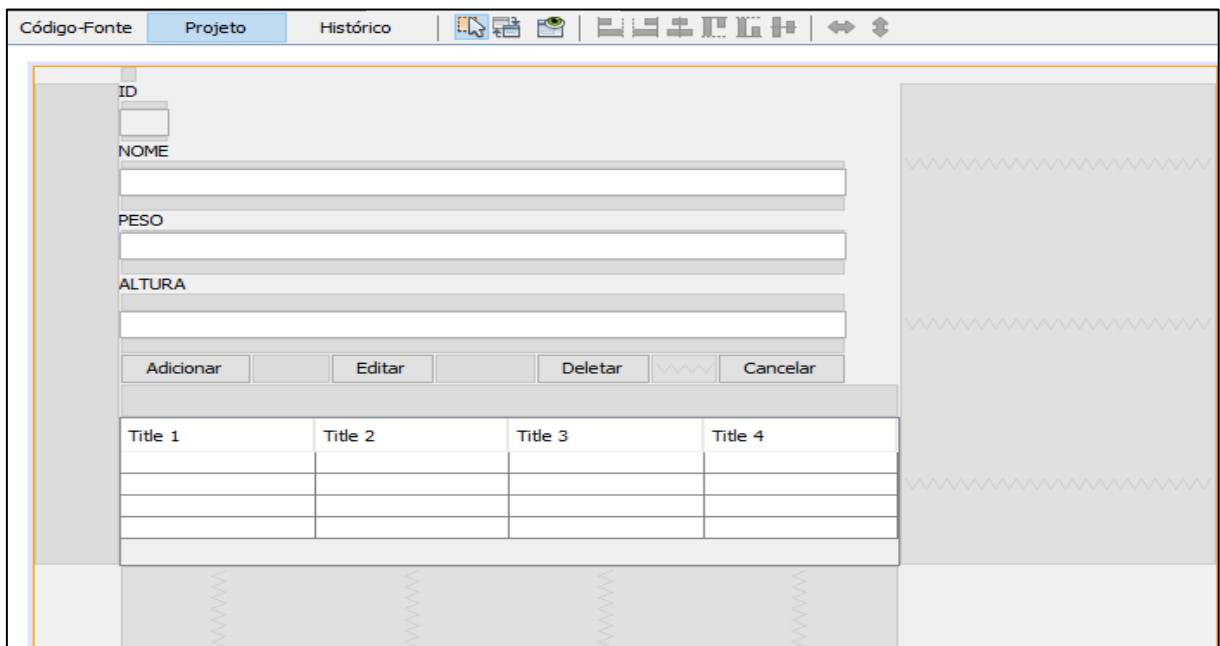 Código-Fonte Projeto Histórico
ID
NOME
PESO
ALTURA
Adicionar Editar Deletar Cancelar
Title 1 Title 2 Title 3 Title 4